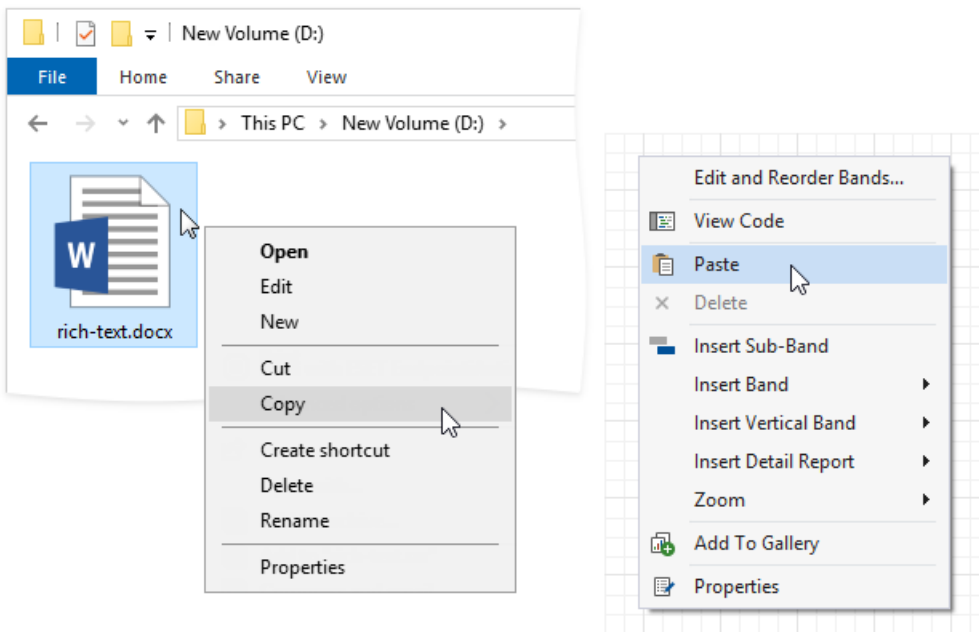 New Volume (D:)
File Home Share View
This PC > New Volume (D:) >
W
rich-text.docx
Open
Edit
New
Cut
Copy
Create shortcut
Delete
Rename
Properties
Edit and Reorder Bands...
View Code
Paste
Delete
Insert Sub-Band
Insert Band
Insert Vertical Band
Insert Detail Report
Zoom
Add To Gallery
Properties